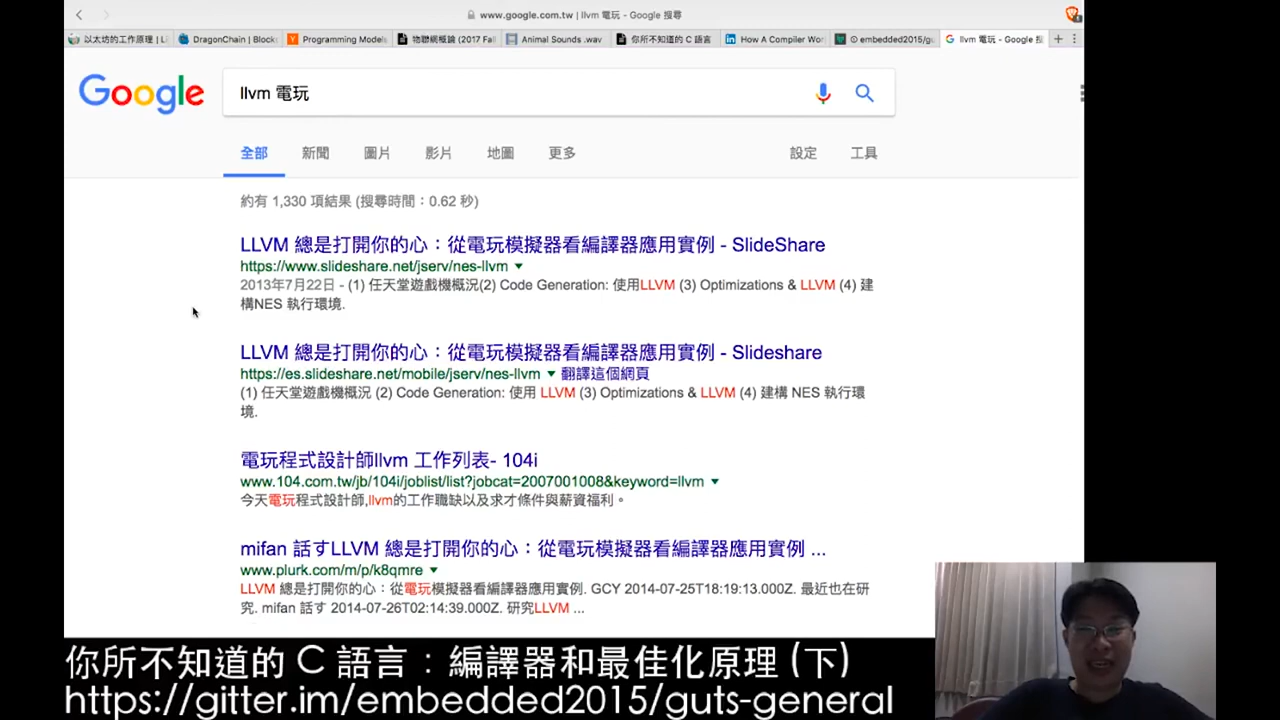 www.google.com.tw | llvm 電玩 - Google 搜尋
以太坊的工作原理 | Li
DragonChain | Block
Programming Models
物聯網概論 (2017 Fall
Animal Sounds .wav
你所不知道的 C 語言
How A Compiler Wor
embedded2015/gu
llvm 電玩 - Google 搜
Google
llvm 電玩
全部 新聞 圖片 影片 地圖 更多 設定 工具
約有 1,330 項結果 (搜尋時間：0.62 秒)
LLVM 總是打開你的心：從電玩模擬器看編譯器應用實例 - SlideShare
https://www.slideshare.net/jserv/nes-llvm
2013年7月22日 - (1) 任天堂遊戲機概況(2) Code Generation: 使用LLVM (3) Optimizations & LLVM (4) 建
構NES 執行環境.
LLVM 總是打開你的心：從電玩模擬器看編譯器應用實例 - Slideshare
https://es.slideshare.net/mobile/jserv/nes-llvm 翻譯這個網頁
(1) 任天堂遊戲機概況 (2) Code Generation: 使用 LLVM (3) Optimizations & LLVM (4) 建構 NES 執行環
境.
電玩程式設計師llvm 工作列表- 104i
www.104.com.tw/jb/104i/joblist/list?jobcat=2007001008&keyword=llvm
今天電玩程式設計師,llvm的工作職缺以及求才條件與薪資福利。
mifan 話すLLVM 總是打開你的心：從電玩模擬器看編譯器應用實例 ...
www.plurk.com/m/p/k8qmre
LLVM 總是打開你的心：從電玩模擬器看編譯器應用實例. GCY 2014-07-25T18:19:13.000Z. 最近也在研
究. mifan 話す 2014-07-26T02:14:39.000Z. 研究LLVM ...
你所不知道的 C 語言：編譯器和最佳化原理 (下)
https://gitter.im/embedded2015/guts-general